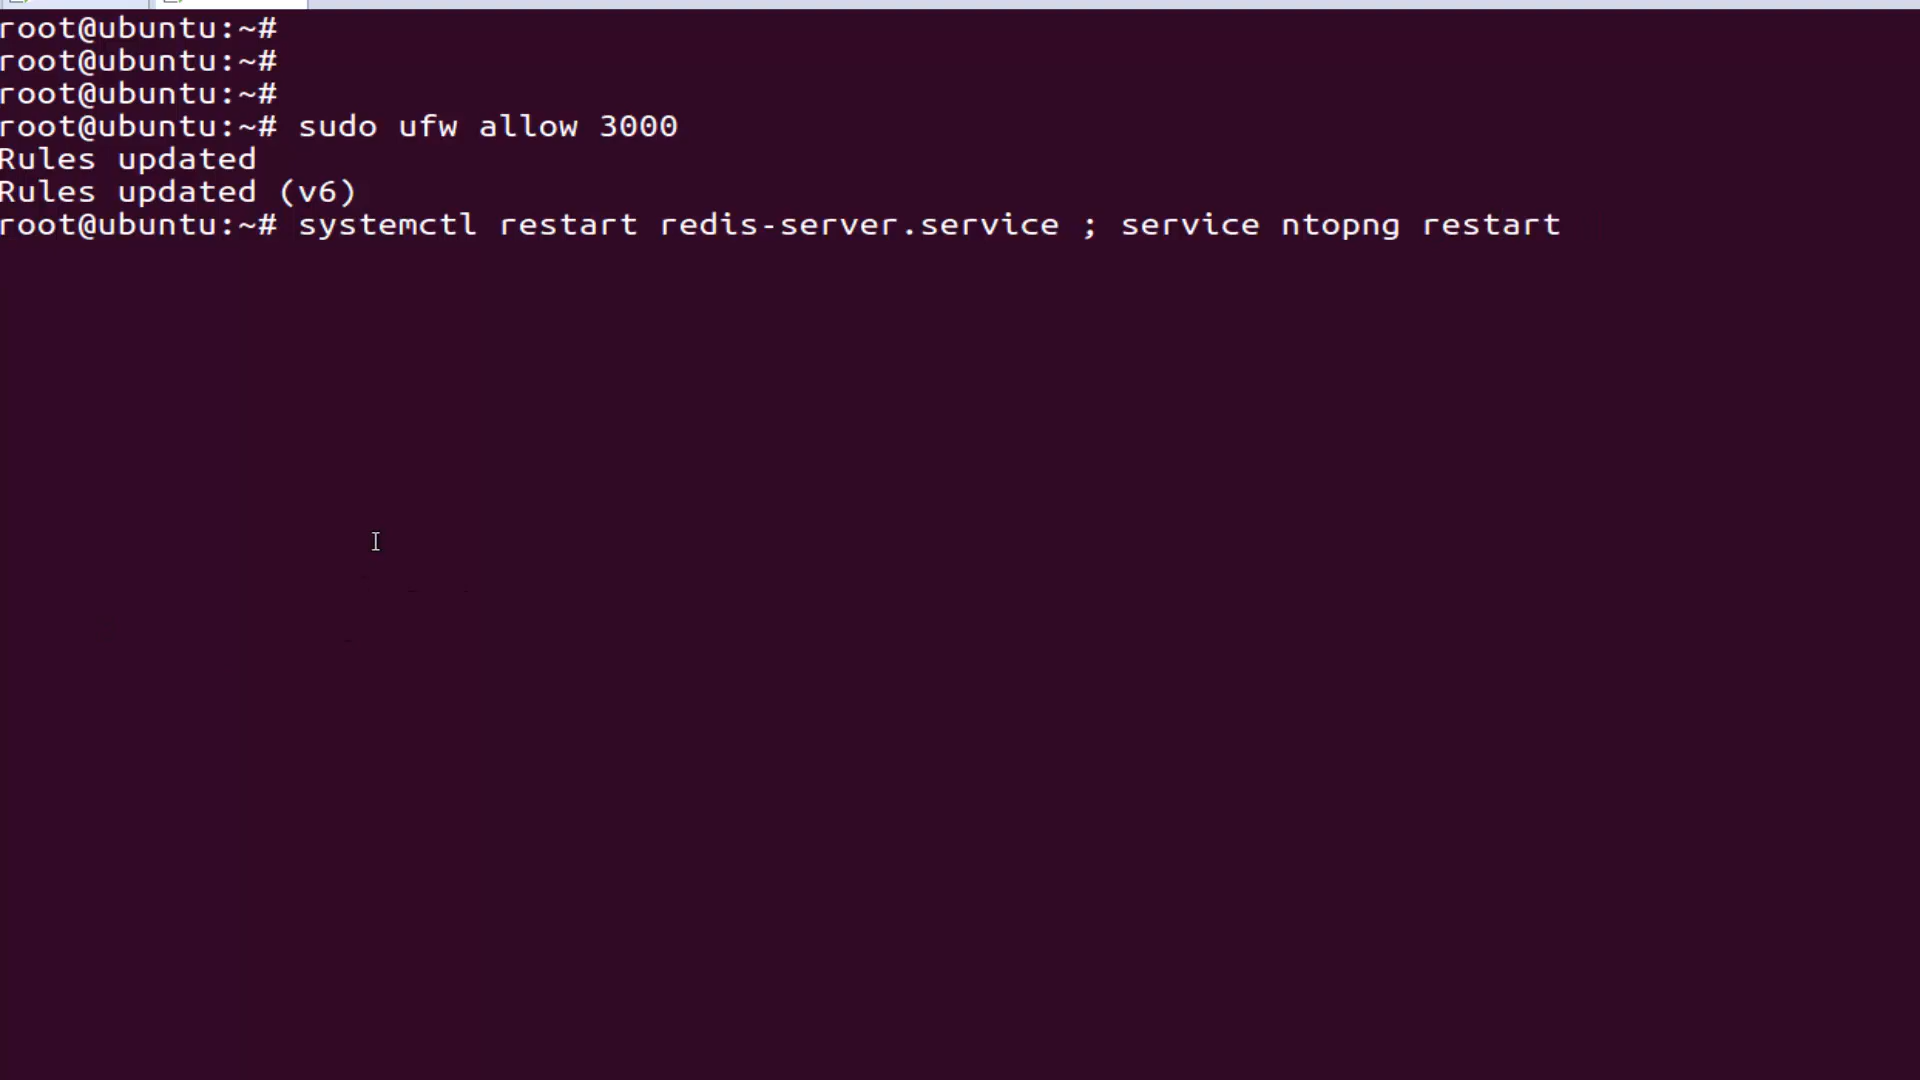 root@ubuntu:~#
root@ubuntu:~#
root@ubuntu:~#
root@ubuntu:~# sudo ufw allow 3000
Rules updated
Rules updated (v6)
root@ubuntu:~# systemctl restart redis-server.service ; service ntopng restart